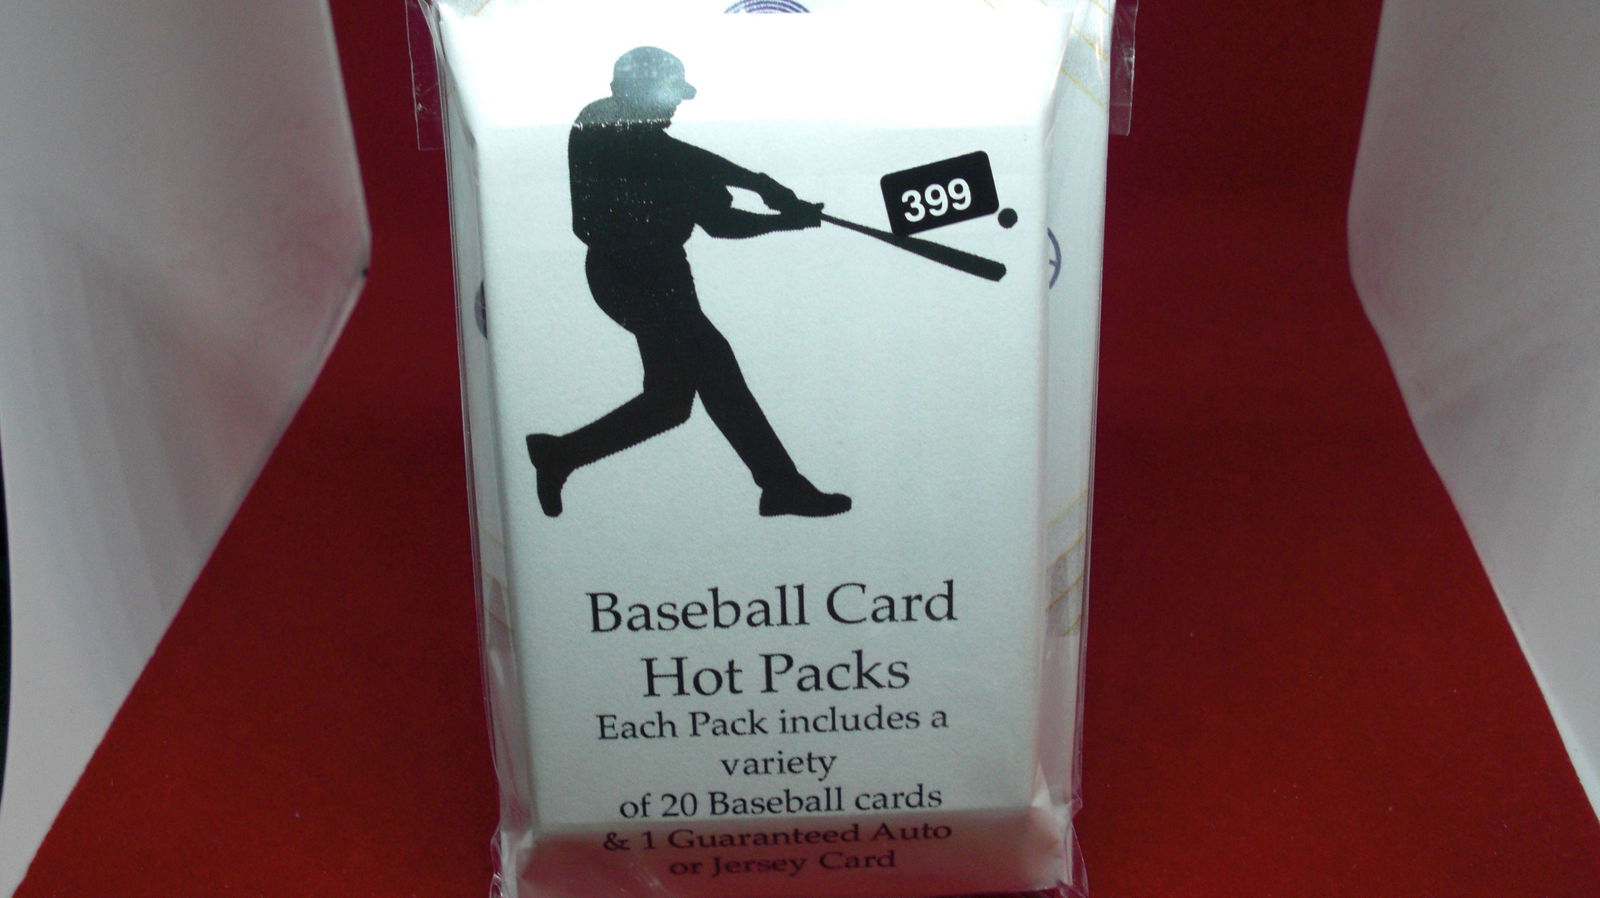 399
Baseball Card
Hot Packs
Each Pack includes a
variety
of 20 Baseball cards
& 1 Guaranteed Auto
or Jersey Card